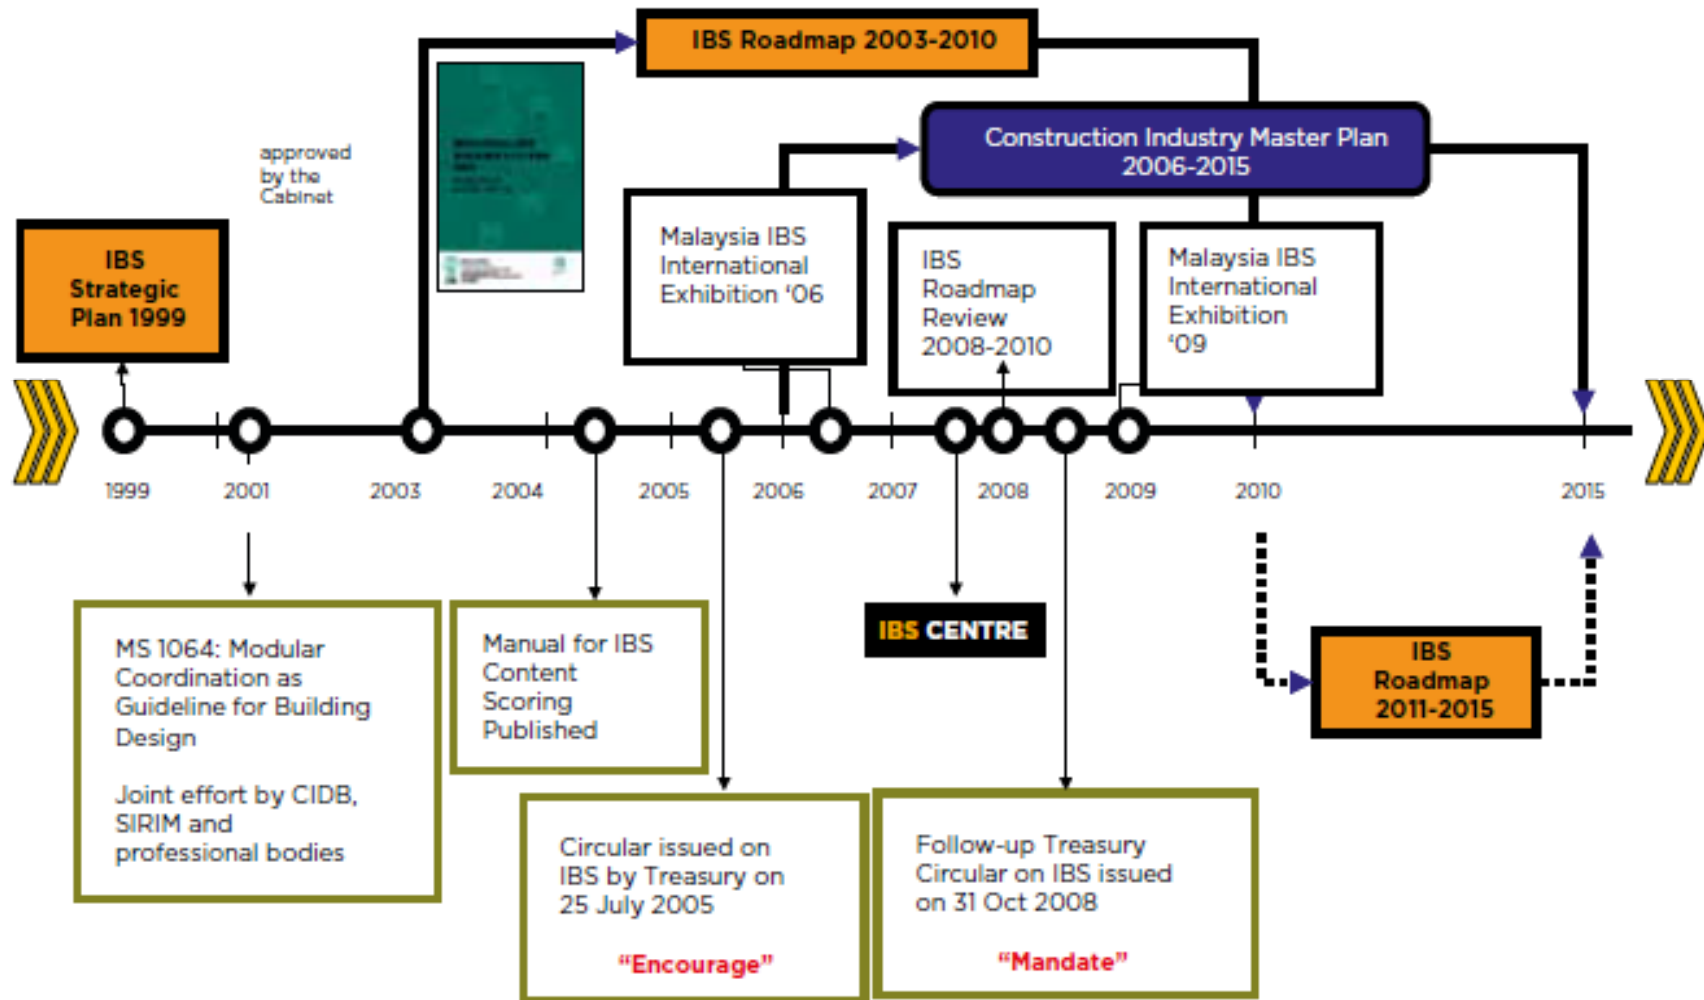 IBS Roadmap 2003-2010
Construction Industry Master Plan
2006-2015
approved
by the
Cabinet
IBS
Strategic
Plan 1999
Malaysia IBS
International
Exhibition ‘06
IBS
Roadmap
Review
2008-2010
Malaysia IBS
International
Exhibition
‘09
1999
2001
2003
2004
2005
2006
2007
2008
2009
2010
2015
MS 1064: Modular
Coordination as
Guideline for Building
Design
Joint effort by CIDB,
SIRIM and
professional bodies
Manual for IBS
Content
Scoring
Published
IBS CENTRE
IBS
Roadmap
2011-2015
Circular issued on
IBS by Treasury on
25 July 2005
“Encourage”
Follow-up Treasury
Circular on IBS issued
on 31 Oct 2008
“Mandate”